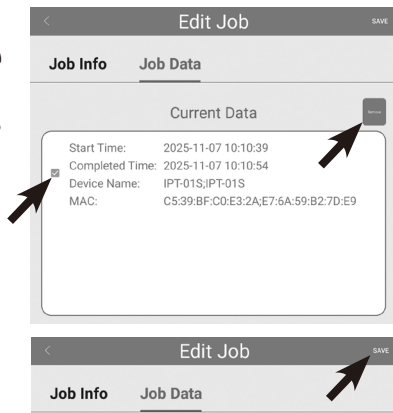 Edit Job SAVE
Job Info Job Data
Current Data
Start Time: 2025-11-07 10:10:39
Completed Time: 2025-11-07 10:10:54
Device Name: IPT-01S;IPT-01S
MAC: C5:39:BF:C0:E3:2A;E7:6A:59:B2:7D:E9
Edit Job SAVE
Job Info Job Data